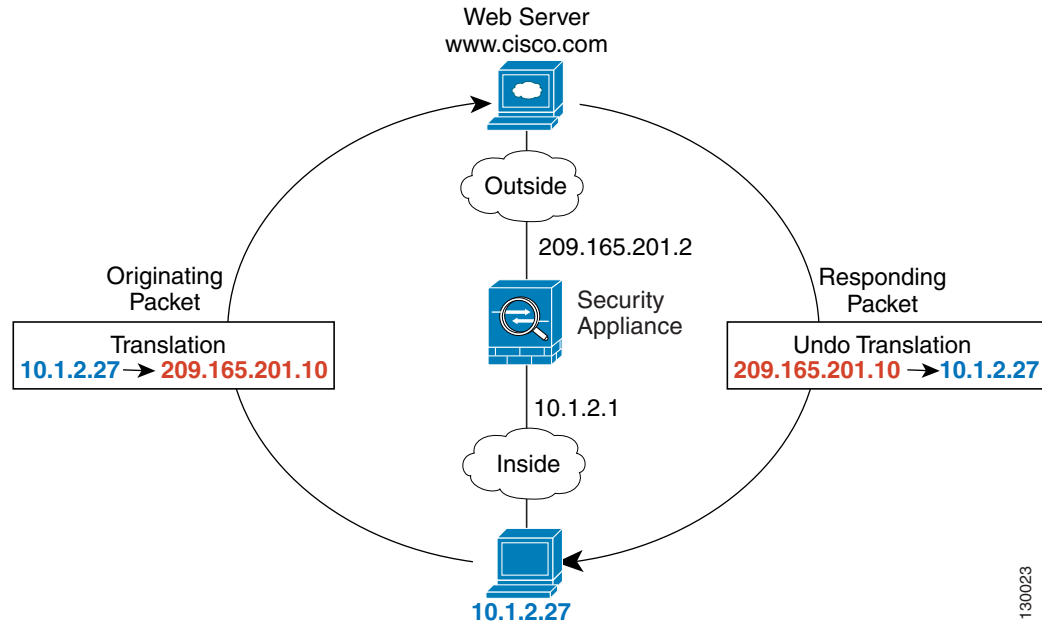 Web Server
www.cisco.com
Outside
209.165.201.2
Originating
Packet
Translation
10.1.2.27 209.165.201.10
Security
Appliance
Responding
Packet
Undo Translation
209.165.201.10 10.1.2.27
10.1.2.1
Inside
10.1.2.27
130023